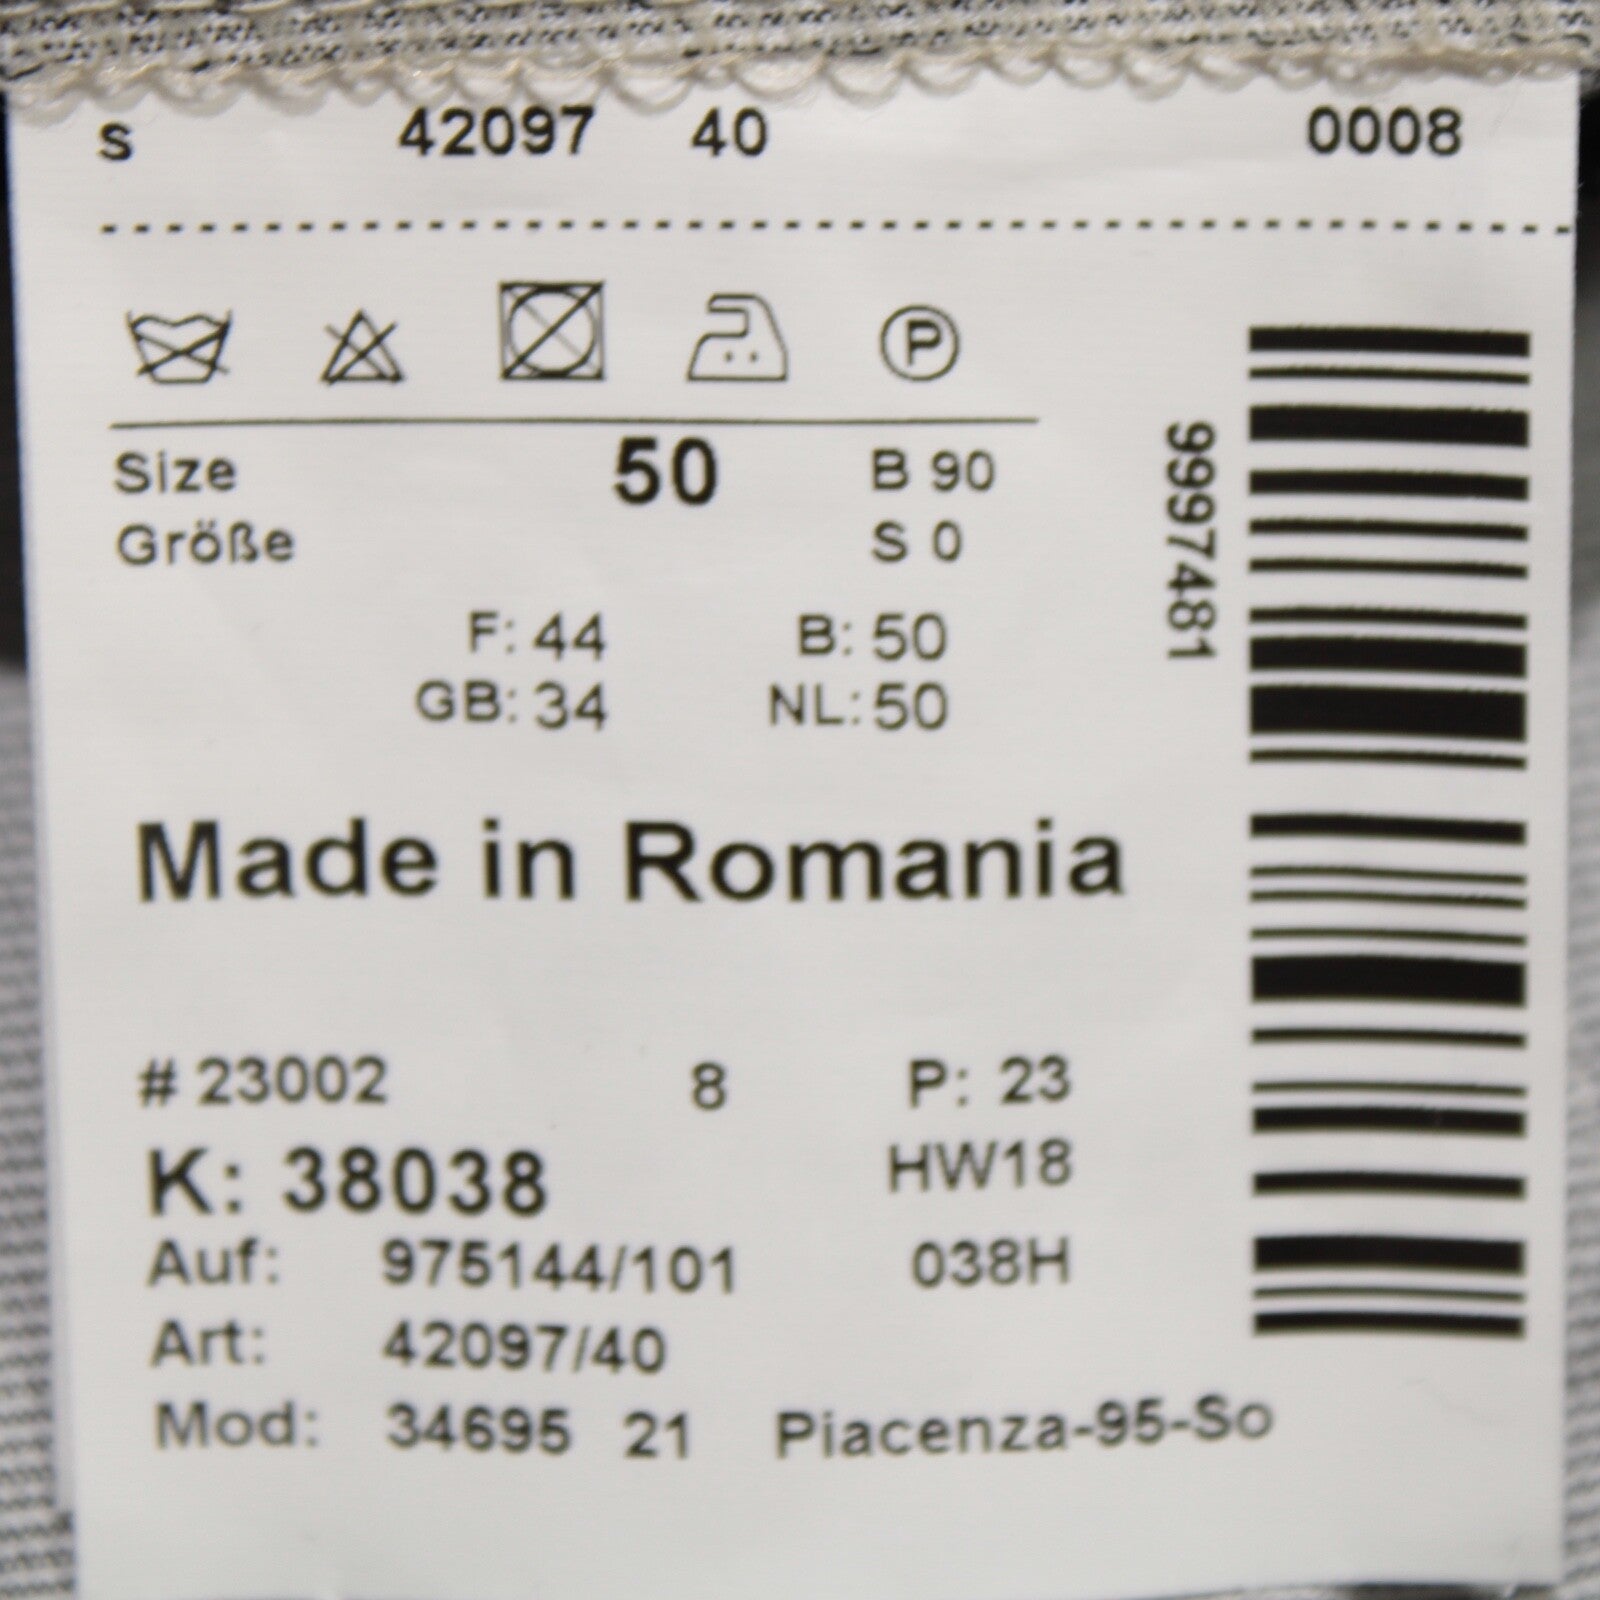 s 42097 40 0008
P
Size 50 B 90
Größe S 0
F: 44 B: 50
GB: 34 NL: 50
9997481
Made in Romania
# 23002 8 P: 23
K: 38038 HW18
Auf: 975144/101 038H
Art: 42097/40
Mod: 34695 21 Piacenza-95-So